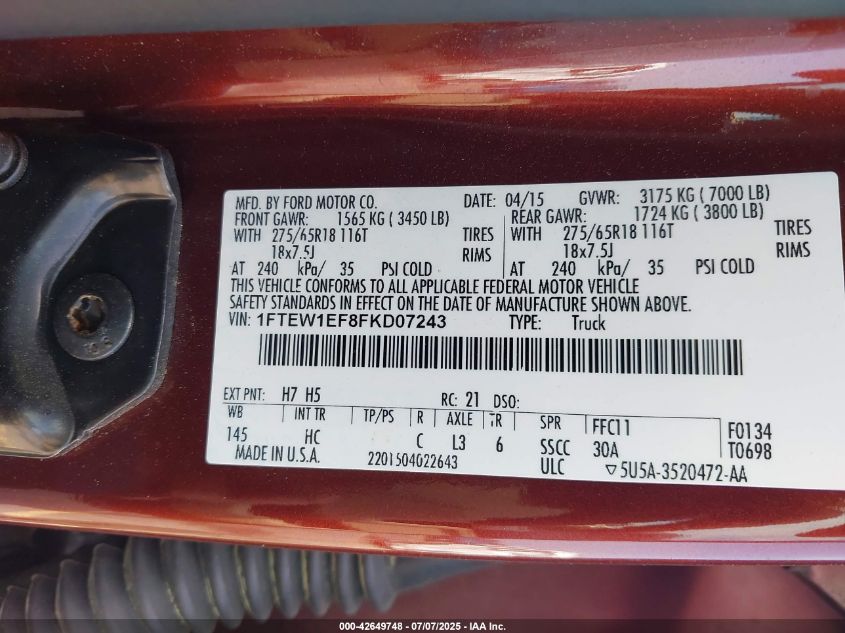 MFD. BY FORD MOTOR CO. DATE: 04/15 GVWR: 3175 KG ( 7000 LB)
FRONT GAWR: 1565 KG ( 3450 LB) REAR GAWR: 1724 KG ( 3800 LB)
WITH 275/65R18 116T TIRES WITH 275/65R18 116T TIRES
18x7.5J RIMS 18x7.5J RIMS
AT 240 kPa/ 35 PSI COLD AT 240 kPa/ 35 PSI COLD
THIS VEHICLE CONFORMS TO ALL APPLICABLE FEDERAL MOTOR VEHICLE
SAFETY STANDARDS IN EFFECT ON THE DATE OF MANUFACTURE SHOWN ABOVE.
VIN: 1FTEW1EF8FKD07243 TYPE: Truck
EXT PNT: H7 H5 RC: 21 DSO:
WB INT TR TP/PS R AXLE TR SPR FFC11 F0134
145 HC C L3 6 SSCC 30A T0698
MADE IN U.S.A. 2201504022643 ULC ▽5U5A-3520472-AA
000-42649748 - 07/07/2025 - IAA Inc.